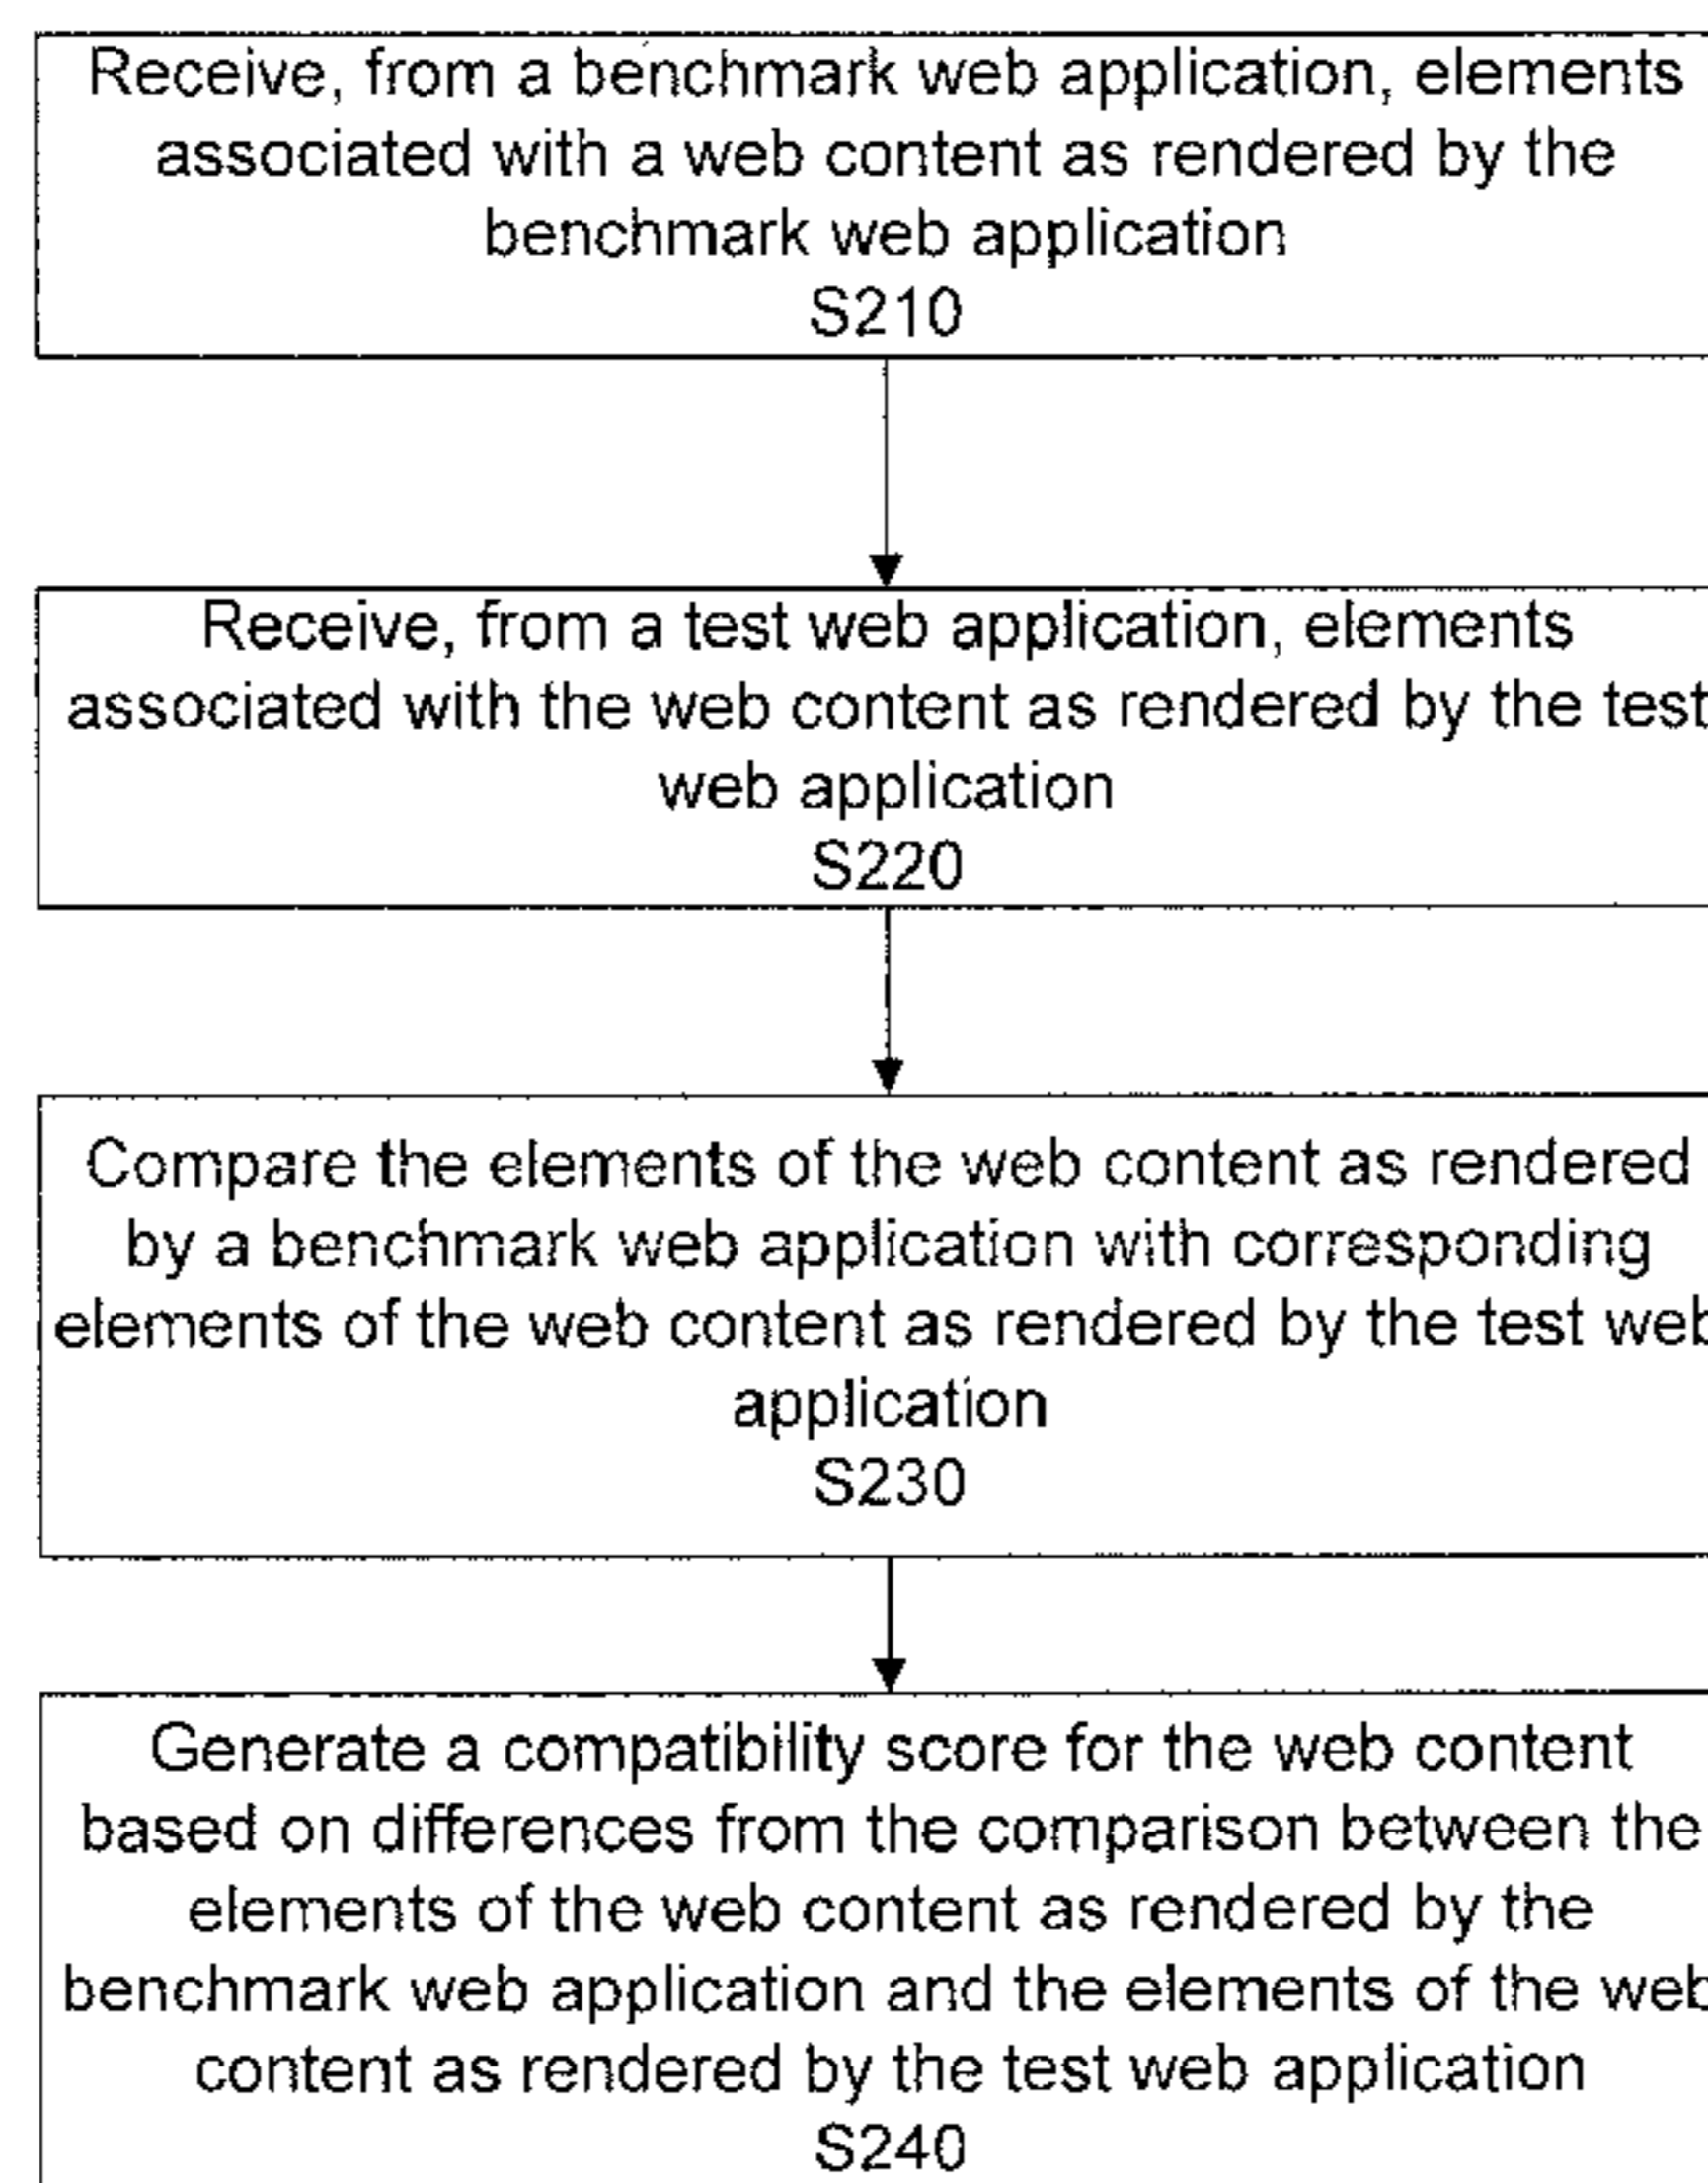 Receive, from a benchmark web application, elements
associated with a web content as rendered by the
benchmark web application
S210
Receive, from a test web application, elements
associated with the web content as rendered by the test
web application
S220
Compare the elements of the web content as rendered
by a benchmark web application with corresponding
elements of the web content as rendered by the test web
application
S230
Generate a compatibility score for the web content
based on differences from the comparison between the
elements of the web content as rendered by the
benchmark web application and the elements of the web
content as rendered by the test web application
S240